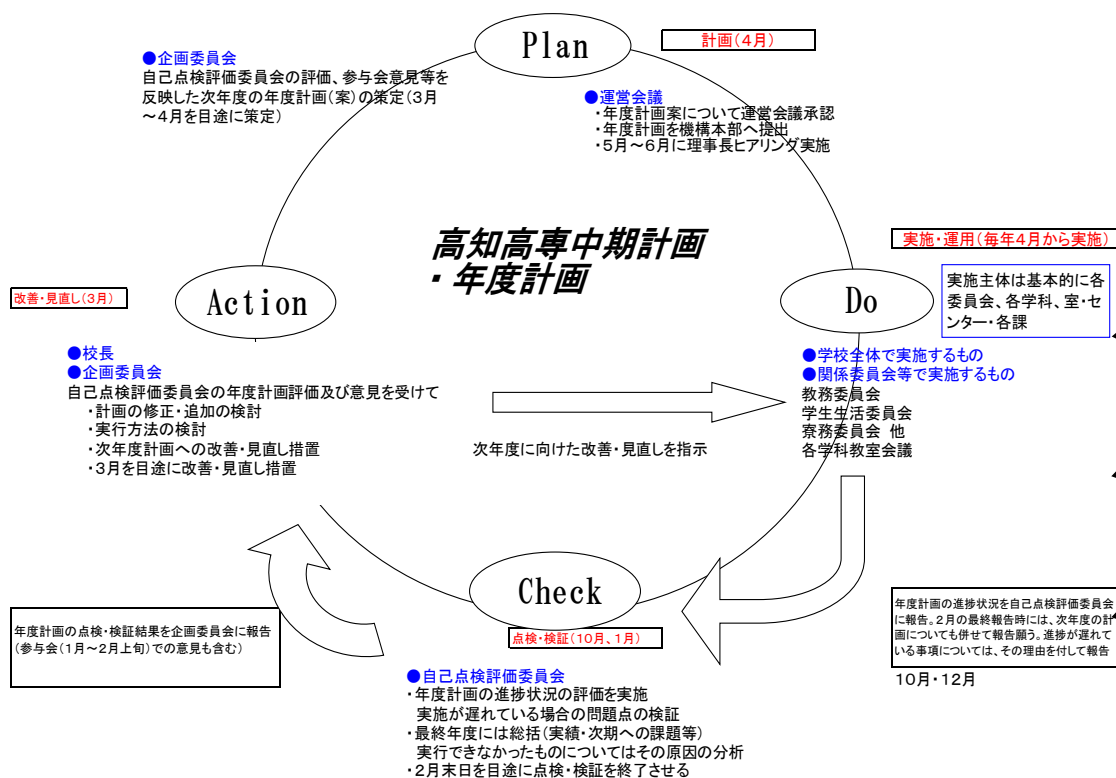 Plan
計画(4月)
●企画委員会
自己点検評価委員会の評価、参与会意見等を
反映した次年度の年度計画(案)の策定(3月
～4月を目途に策定)
●運営会議
・年度計画案について運営会議承認
・年度計画を機構本部へ提出
・5月～6月に理事長ヒアリング実施
高知高専中期計画
・年度計画
実施・運用(毎年4月から実施)
Do
実施主体は基本的に各
委員会、各学科、室・セ
ンター・各課
●学校全体で実施するもの
●関係委員会等で実施するもの
教務委員会
学生生活委員会
寮務委員会 他
各学科教室会議
Action
改善・見直し(3月)
●校長
●企画委員会
自己点検評価委員会の年度計画評価及び意見を受けて
・計画の修正・追加の検討
・実行方法の検討
・次年度計画への改善・見直し措置
・3月を目途に改善・見直し措置
次年度に向けた改善・見直しを指示
年度計画の進捗状況を自己点検評価委員会
に報告。2月の最終報告時には、次年度の計
画についても併せて報告願う。進捗が遅れて
いる事項については、その理由を付して報告
10月・12月
Check
点検・検証(10月、1月)
●自己点検評価委員会
・年度計画の進捗状況の評価を実施
実施が遅れている場合の問題点の検証
・最終年度には総括(実績・次期への課題等)
実行できなかったものについてはその原因の分析
・2月末日を目途に点検・検証を終了させる
年度計画の点検・検証結果を企画委員会に報告
(参与会(1月～2月上旬)での意見も含む)